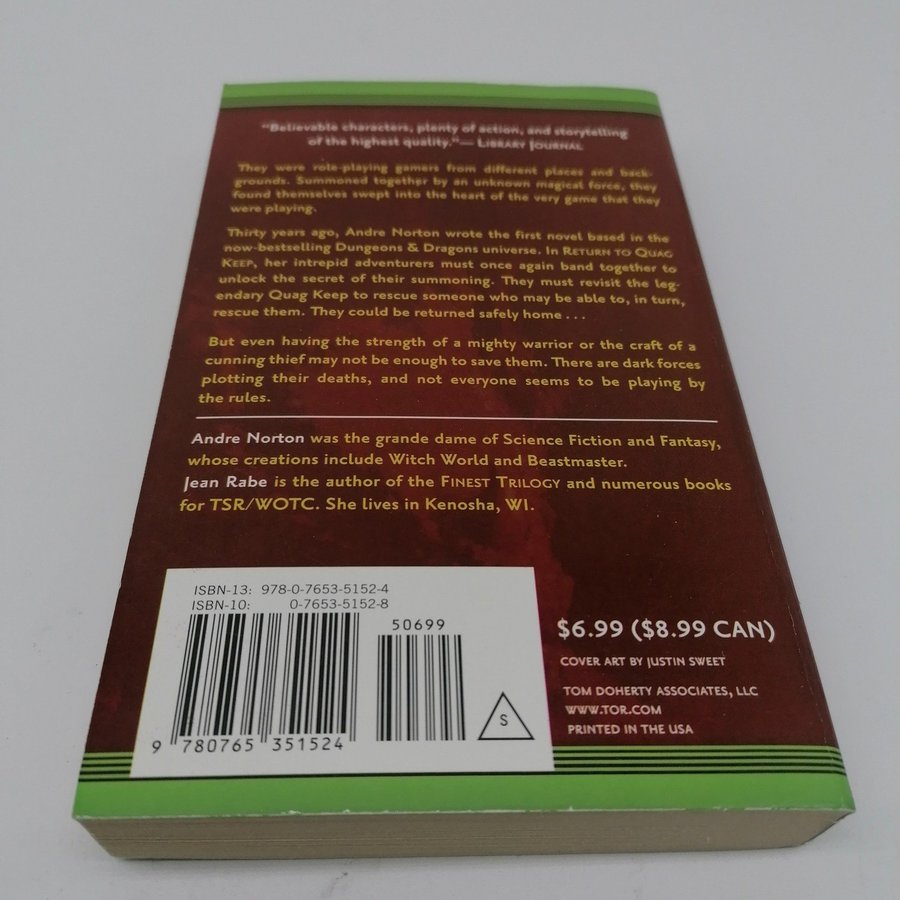 "Believable characters, plenty of action, and storytelling
of the highest quality."— LIBRARY JOURNAL
They were role-playing gamers from different places and back-
grounds. Summoned together by an unknown magical force, they
found themselves swept into the heart of the very game that they
were playing.
Thirty years ago, Andre Norton wrote the first novel based in the
now-bestselling Dungeons & Dragons universe. In RETURN TO QUAG
KEEP, her intrepid adventurers must once again band together to
unlock the secret of their summoning. They must revisit the leg-
endary Quag Keep to rescue someone who may be able to, in turn,
rescue them. They could be returned safely home . . .
But even having the strength of a mighty warrior or the craft of a
cunning thief may not be enough to save them. There are dark forces
plotting their deaths, and not everyone seems to be playing by
the rules.
Andre Norton was the grande dame of Science Fiction and Fantasy,
whose creations include Witch World and Beastmaster.
Jean Rabe is the author of the FINEST TRILOGY and numerous books
for TSR/WOTC. She lives in Kenosha, WI.
ISBN-13: 978-0-7653-5152-4
ISBN-10: 0-7653-5152-8
50699
9 780765 351524
S
$6.99 ($8.99 CAN)
COVER ART BY JUSTIN SWEET
TOM DOHERTY ASSOCIATES, LLC
WWW.TOR.COM
PRINTED IN THE USA